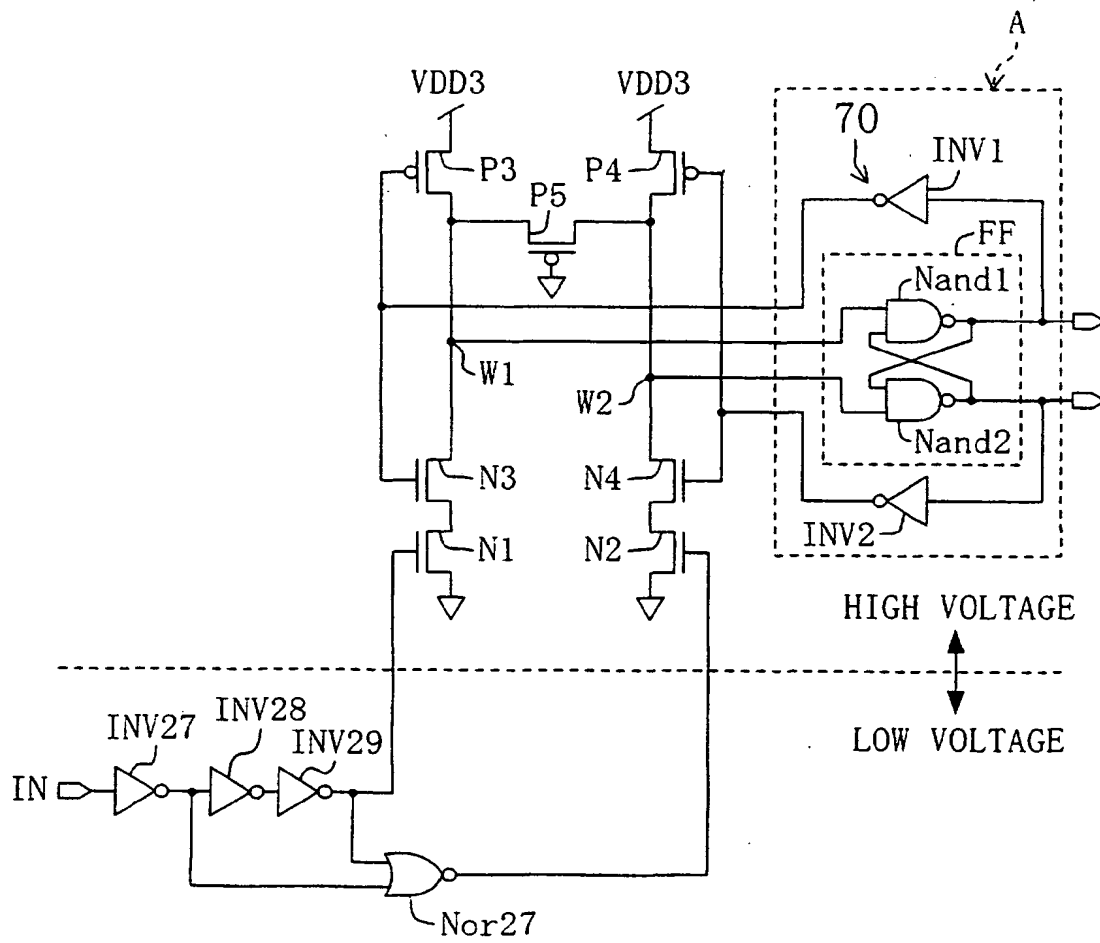 A
VDD3
VDD3
70
INV1
P3
P4
P5
FF
Nand1
W1
W2
Nand2
N3
N4
INV2
N1
N2
HIGH VOLTAGE
LOW VOLTAGE
INV27
INV28
INV29
IN
Nor27